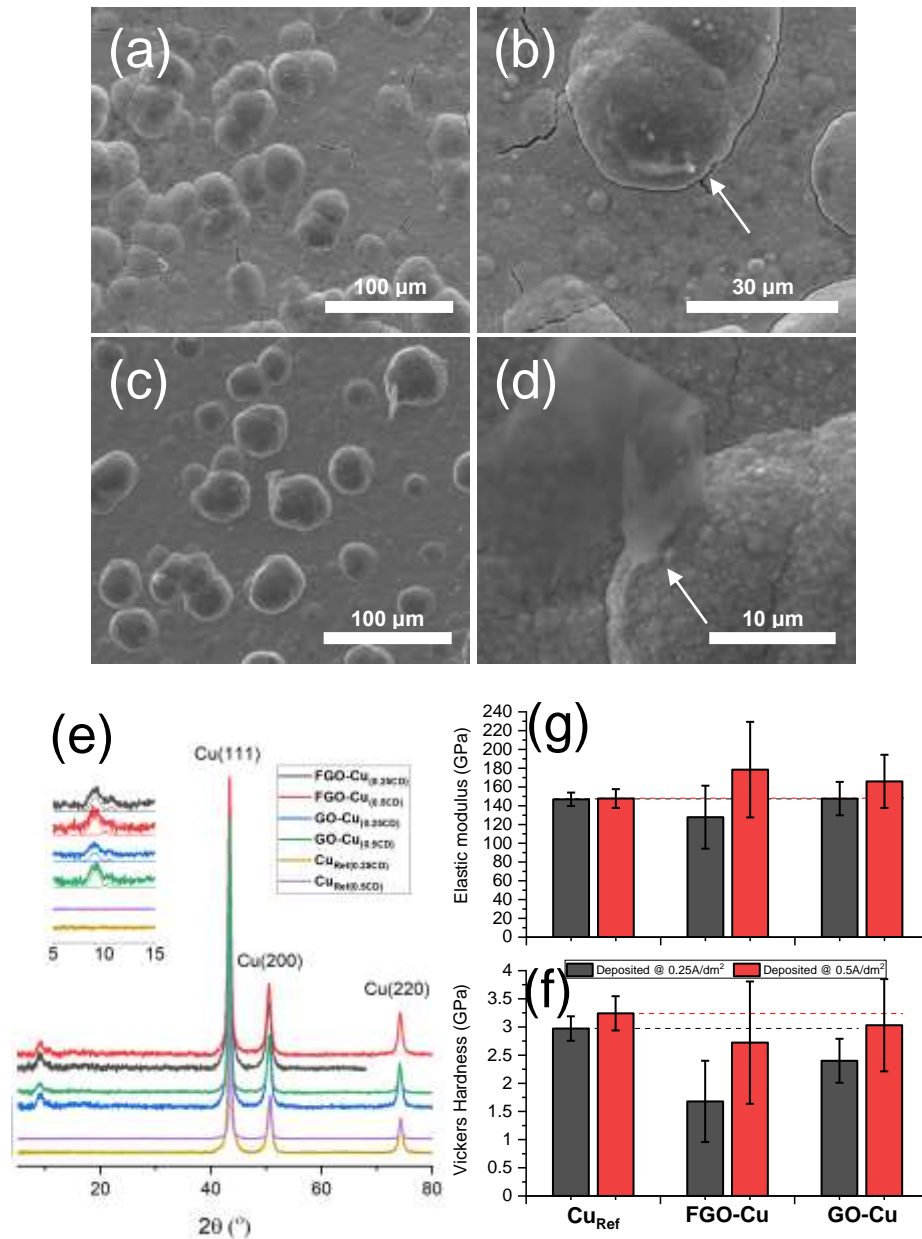 (a)
100 µm
(b)
30 µm
(c)
100 µm
(d)
10 µm
(e)
Cu(111)
Cu(200)
Cu(220)
FGO-Cu(0.25CD)
FGO-Cu(0.5CD)
GO-Cu(0.25CD)
GO-Cu(0.5CD)
CuRef(0.25CD)
CuRef(0.5CD)
5 10 15
20 40 60 80
2θ (°)
(g)
Elastic modulus (GPa)
240
220
200
180
160
140
120
100
80
60
40
20
0
(f)
Deposited @ 0.25A/dm² Deposited @ 0.5A/dm²
Vickers Hardness (GPa)
4
3.5
3
2.5
2
1.5
1
0.5
0
CuRef FGO-Cu GO-Cu